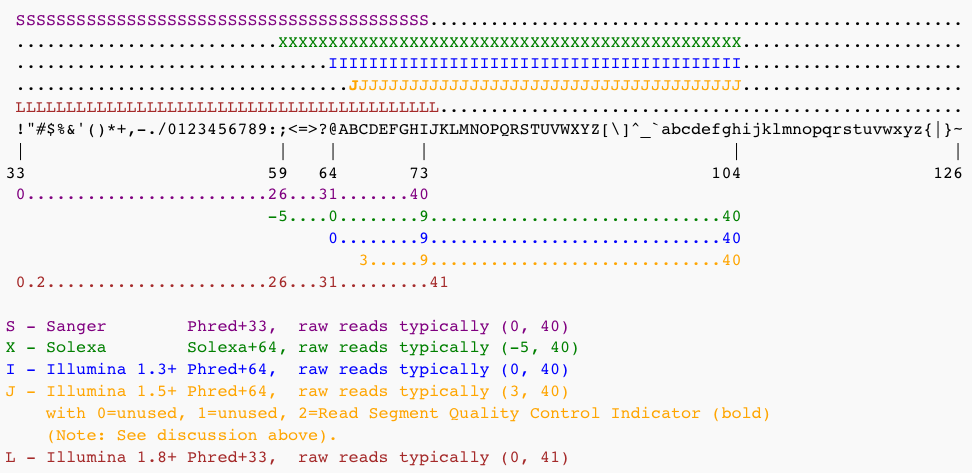 SSSSSSSSSSSSSSSSSSSSSSSSSSSSSSSSSSSSSSSSS.....................................................
..........................XXXXXXXXXXXXXXXXXXXXXXXXXXXXXXXXXXXXXXXXXXXXXX......................
...............................IIIIIIIIIIIIIIIIIIIIIIIIIIIIIIIIIIIIIIIII......................
.................................JJJJJJJJJJJJJJJJJJJJJJJJJJJJJJJJJJJJJJJ......................
LLLLLLLLLLLLLLLLLLLLLLLLLLLLLLLLLLLLLLLLLL....................................................
!"#$%&'()*+,-./0123456789:;<=>?@ABCDEFGHIJKLMNOPQRSTUVWXYZ[\]^_`abcdefghijklmnopqrstuvwxyz{|}~
| | | | | |
33 59 64 73 104 126
0........................26...31.......40
-5....0........9.............................40
0........9.............................40
3.....9.............................40
0.2......................26...31........41
S - Sanger Phred+33, raw reads typically (0, 40)
X - Solexa Solexa+64, raw reads typically (-5, 40)
I - Illumina 1.3+ Phred+64, raw reads typically (0, 40)
J - Illumina 1.5+ Phred+64, raw reads typically (3, 40)
with 0=unused, 1=unused, 2=Read Segment Quality Control Indicator (bold)
(Note: See discussion above).
L - Illumina 1.8+ Phred+33, raw reads typically (0, 41)